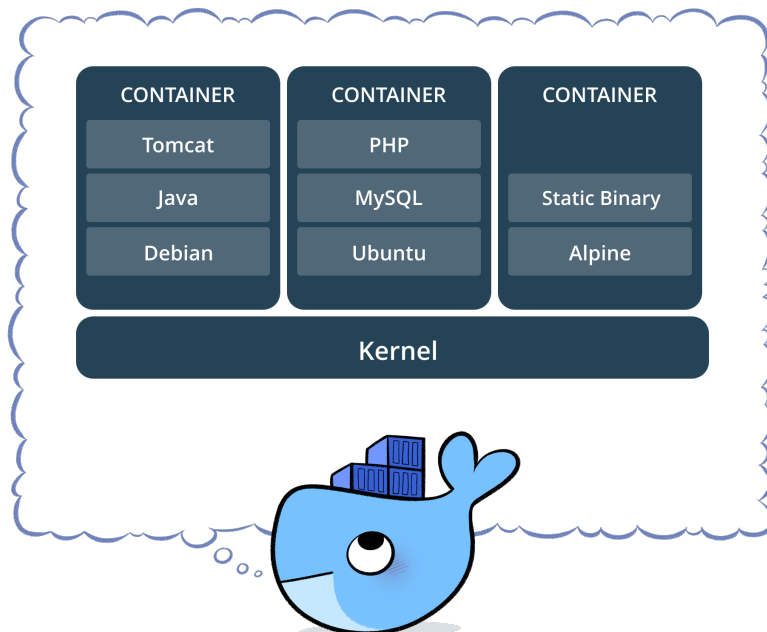 CONTAINER
Tomcat
Java
Debian
CONTAINER
PHP
MySQL
Ubuntu
CONTAINER
Static Binary
Alpine
Kernel